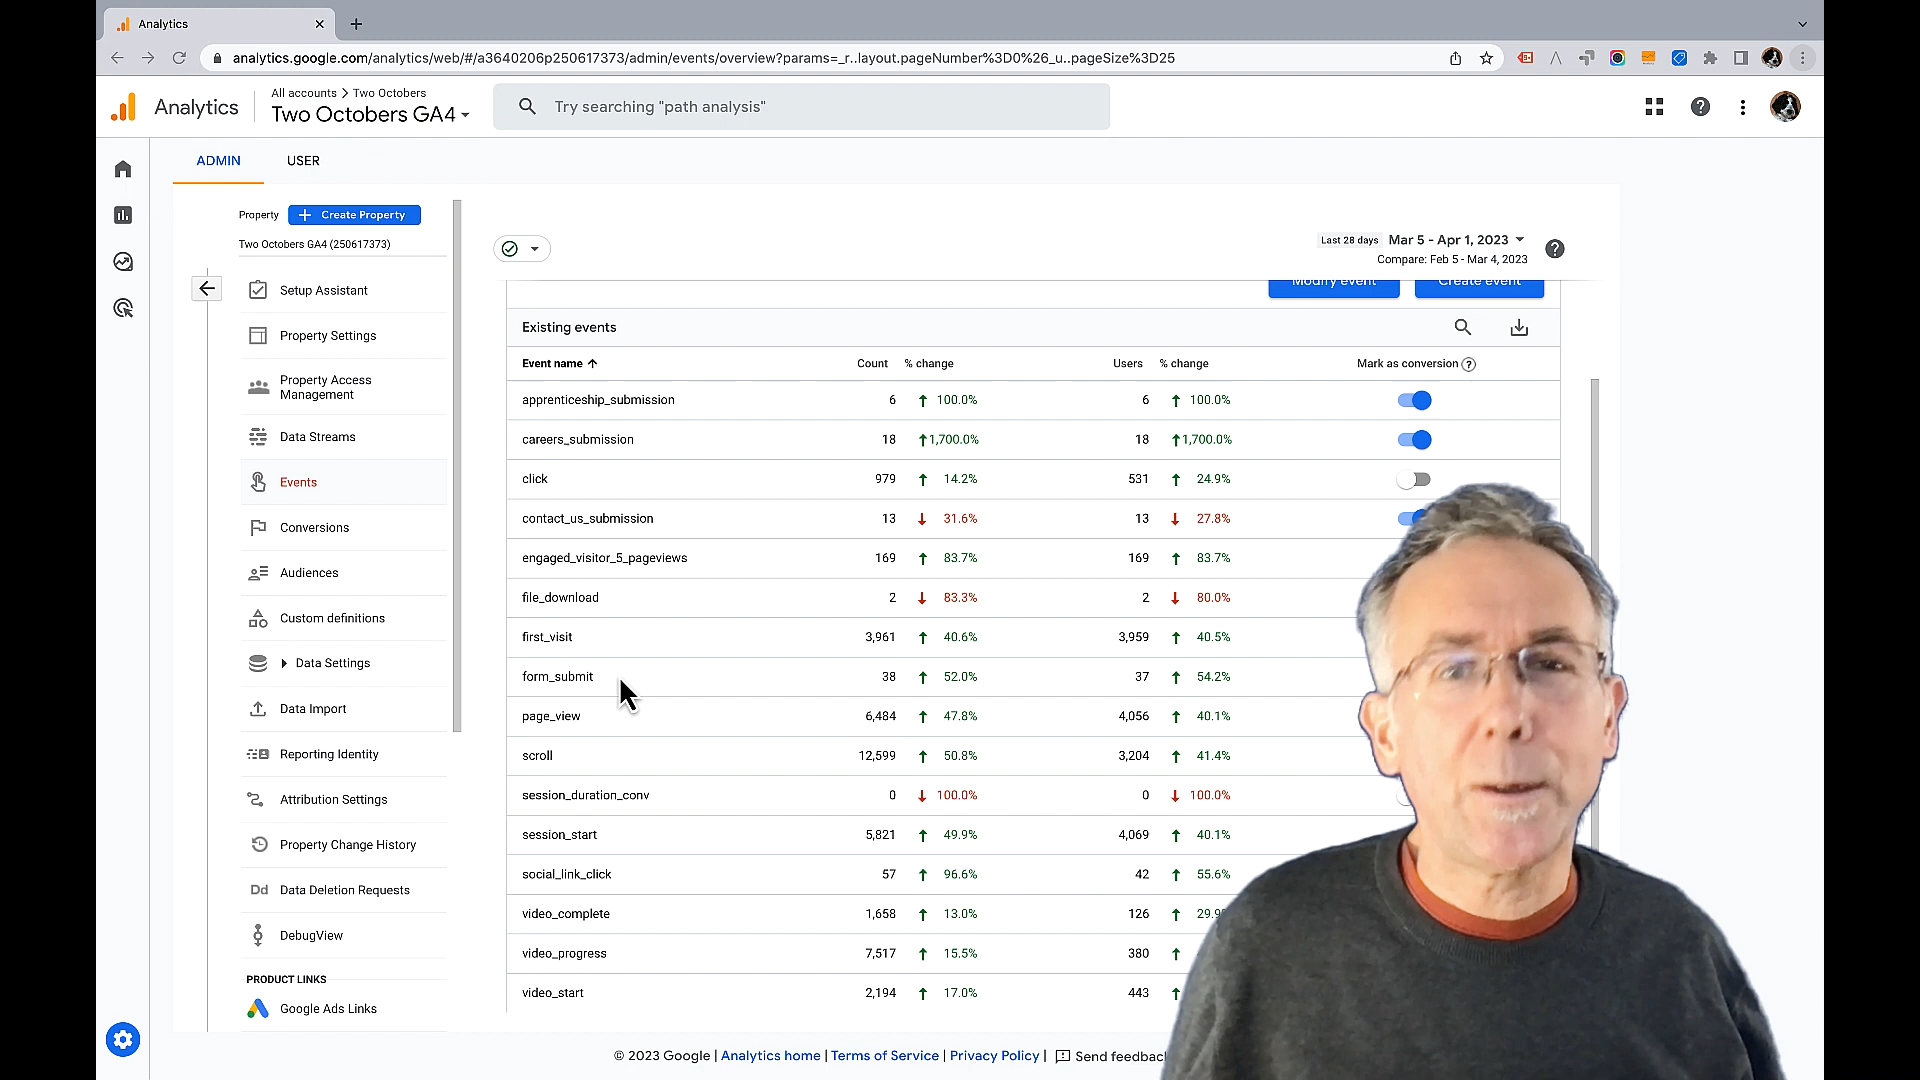 Analytics
analytics.google.com/analytics/web/#/a3640206p250617373/admin/events/overview?params=_r..layout.pageNumber%3D0%26_u..pageSize%3D25
Analytics
All accounts > Two Octobers
Two Octobers GA4
Try searching "path analysis"
ADMIN
USER
Property
+ Create Property
Two Octobers GA4 (250617373)
Setup Assistant
Property Settings
Property Access
Management
Data Streams
Events
Conversions
Audiences
Custom definitions
Data Settings
Data Import
Reporting Identity
Attribution Settings
Property Change History
Dd Data Deletion Requests
DebugView
PRODUCT LINKS
Google Ads Links
Last 28 days Mar 5 - Apr 1, 2023
Compare: Feb 5 - Mar 4, 2023
Modify event Create event
Existing events
Event name ↑ Count % change Users % change Mark as conversion
apprenticeship_submission 6 ↑ 100.0% 6 ↑ 100.0%
careers_submission 18 ↑ 1,700.0% 18 ↑ 1,700.0%
click 979 ↑ 14.2% 531 ↑ 24.9%
contact_us_submission 13 ↓ 31.6% 13 ↓ 27.8%
engaged_visitor_5_pageviews 169 ↑ 83.7% 169 ↑ 83.7%
file_download 2 ↓ 83.3% 2 ↓ 80.0%
first_visit 3,961 ↑ 40.6% 3,959 ↑ 40.5%
form_submit 38 ↑ 52.0% 37 ↑ 54.2%
page_view 6,484 ↑ 47.8% 4,056 ↑ 40.1%
scroll 12,599 ↑ 50.8% 3,204 ↑ 41.4%
session_duration_conv 0 ↓ 100.0% 0 ↓ 100.0%
session_start 5,821 ↑ 49.9% 4,069 ↑ 40.1%
social_link_click 57 ↑ 96.6% 42 ↑ 55.6%
video_complete 1,658 ↑ 13.0% 126 ↑ 29.9
video_progress 7,517 ↑ 15.5% 380 ↑
video_start 2,194 ↑ 17.0% 443 ↑
© 2023 Google | Analytics home | Terms of Service | Privacy Policy | Send feedbac